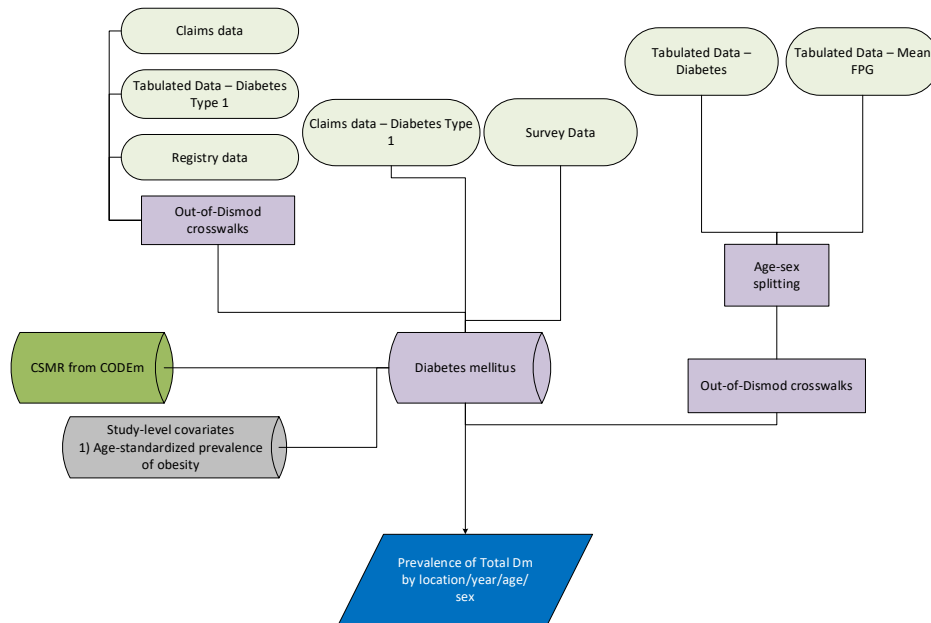 Claims data
Tabulated Data – Diabetes
Type 1
Registry data
Out-of-Dismod
crosswalks
Claims data – Diabetes Type
1
Survey Data
Tabulated Data –
Diabetes
Tabulated Data – Mean
FPG
Age-sex
splitting
Out-of-Dismod crosswalks
CSMR from CODEm
Diabetes mellitus
Study-level covariates
1) Age-standardized prevalence
of obesity
Prevalence of Total Dm
by location/year/age/
sex